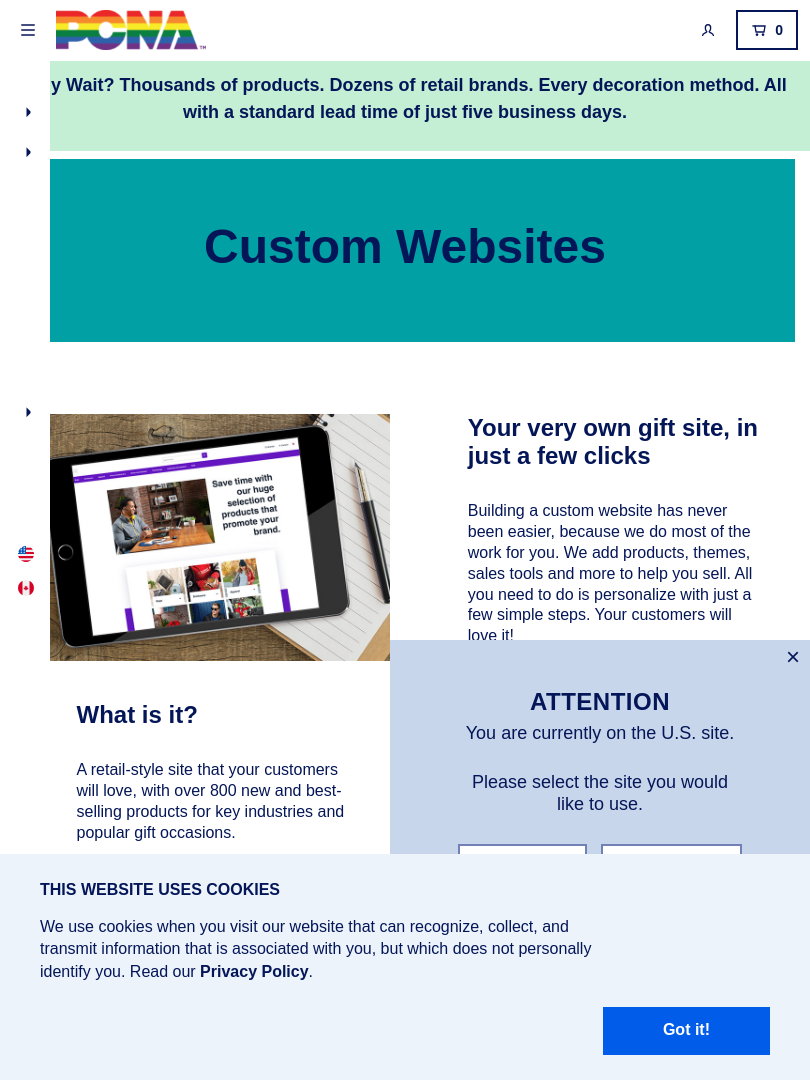 PCNA™
0
y Wait? Thousands of products. Dozens of retail brands. Every decoration method. All
with a standard lead time of just five business days.
Custom Websites
Save time with
our huge
selection of
products that
promote your
brand.
Your very own gift site, in
just a few clicks
Building a custom website has never
been easier, because we do most of the
work for you. We add products, themes,
sales tools and more to help you sell. All
you need to do is personalize with just a
few simple steps. Your customers will
love it!
What is it?
A retail-style site that your customers
will love, with over 800 new and best-
selling products for key industries and
popular gift occasions.
ATTENTION
You are currently on the U.S. site.
Please select the site you would
like to use.
THIS WEBSITE USES COOKIES
We use cookies when you visit our website that can recognize, collect, and
transmit information that is associated with you, but which does not personally
identify you. Read our Privacy Policy.
Got it!